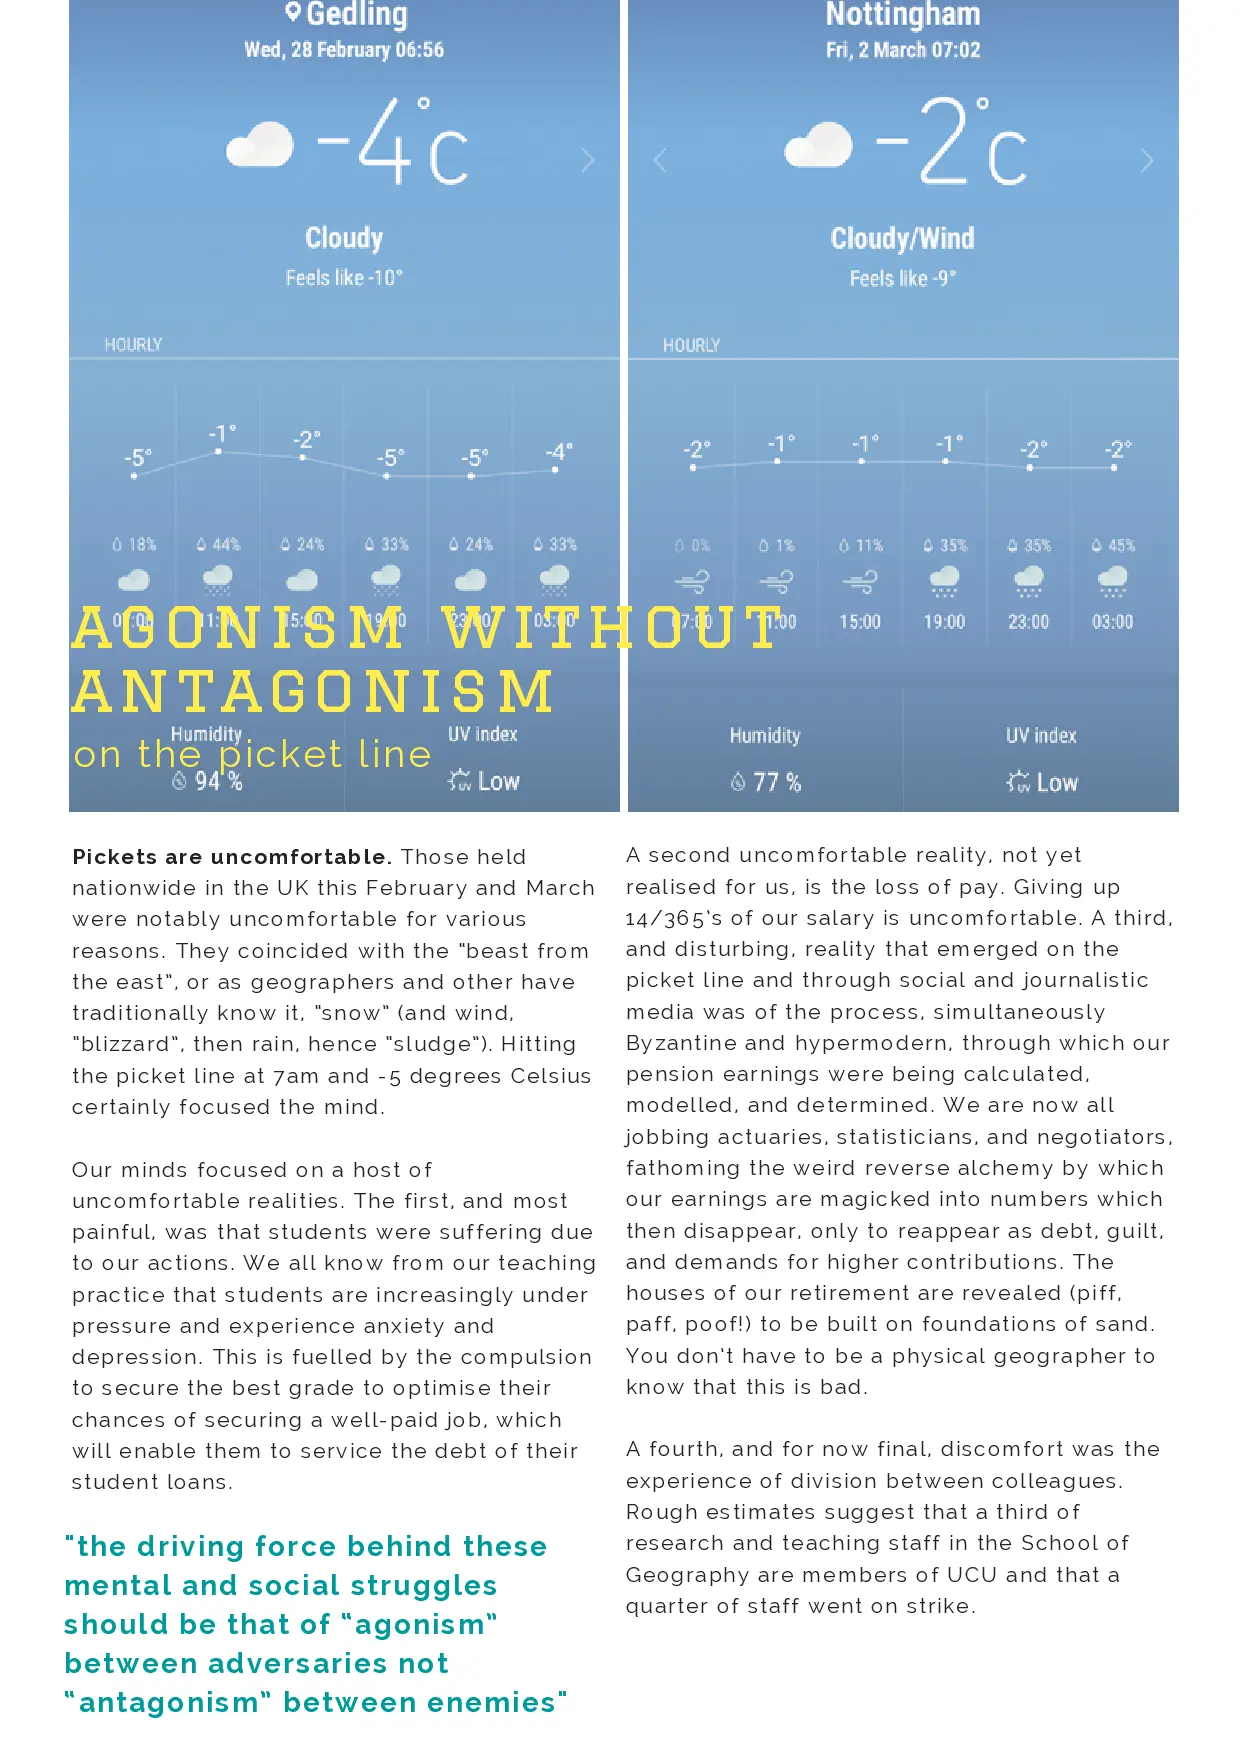 Gedling
Wed, 28 February 06:56
-4°c
Cloudy
Feels like -10°
HOURLY
-5° -1° -2° -5° -5° -4°
18% 44% 24% 33% 24% 33%
07:00 11:00 15:00 19:00 23:00 03:00
Humidity UV index
94 % Low
Nottingham
Fri, 2 March 07:02
-2°c
Cloudy/Wind
Feels like -9°
HOURLY
-2° -1° -1° -1° -2° -2°
0% 1% 11% 35% 35% 45%
07:00 11:00 15:00 19:00 23:00 03:00
Humidity UV index
77 % Low
AGONISM WITHOUT
ANTAGONISM
on the picket line
Pickets are uncomfortable. Those held
nationwide in the UK this February and March
were notably uncomfortable for various
reasons. They coincided with the "beast from
the east", or as geographers and other have
traditionally know it, "snow" (and wind,
"blizzard", then rain, hence "sludge"). Hitting
the picket line at 7am and -5 degrees Celsius
certainly focused the mind.
Our minds focused on a host of
uncomfortable realities. The first, and most
painful, was that students were suffering due
to our actions. We all know from our teaching
practice that students are increasingly under
pressure and experience anxiety and
depression. This is fuelled by the compulsion
to secure the best grade to optimise their
chances of securing a well-paid job, which
will enable them to service the debt of their
student loans.
"the driving force behind these
mental and social struggles
should be that of “agonism”
between adversaries not
“antagonism” between enemies"
A second uncomfortable reality, not yet
realised for us, is the loss of pay. Giving up
14/365's of our salary is uncomfortable. A third,
and disturbing, reality that emerged on the
picket line and through social and journalistic
media was of the process, simultaneously
Byzantine and hypermodern, through which our
pension earnings were being calculated,
modelled, and determined. We are now all
jobbing actuaries, statisticians, and negotiators,
fathoming the weird reverse alchemy by which
our earnings are magicked into numbers which
then disappear, only to reappear as debt, guilt,
and demands for higher contributions. The
houses of our retirement are revealed (piff,
paff, poof!) to be built on foundations of sand.
You don't have to be a physical geographer to
know that this is bad.
A fourth, and for now final, discomfort was the
experience of division between colleagues.
Rough estimates suggest that a third of
research and teaching staff in the School of
Geography are members of UCU and that a
quarter of staff went on strike.